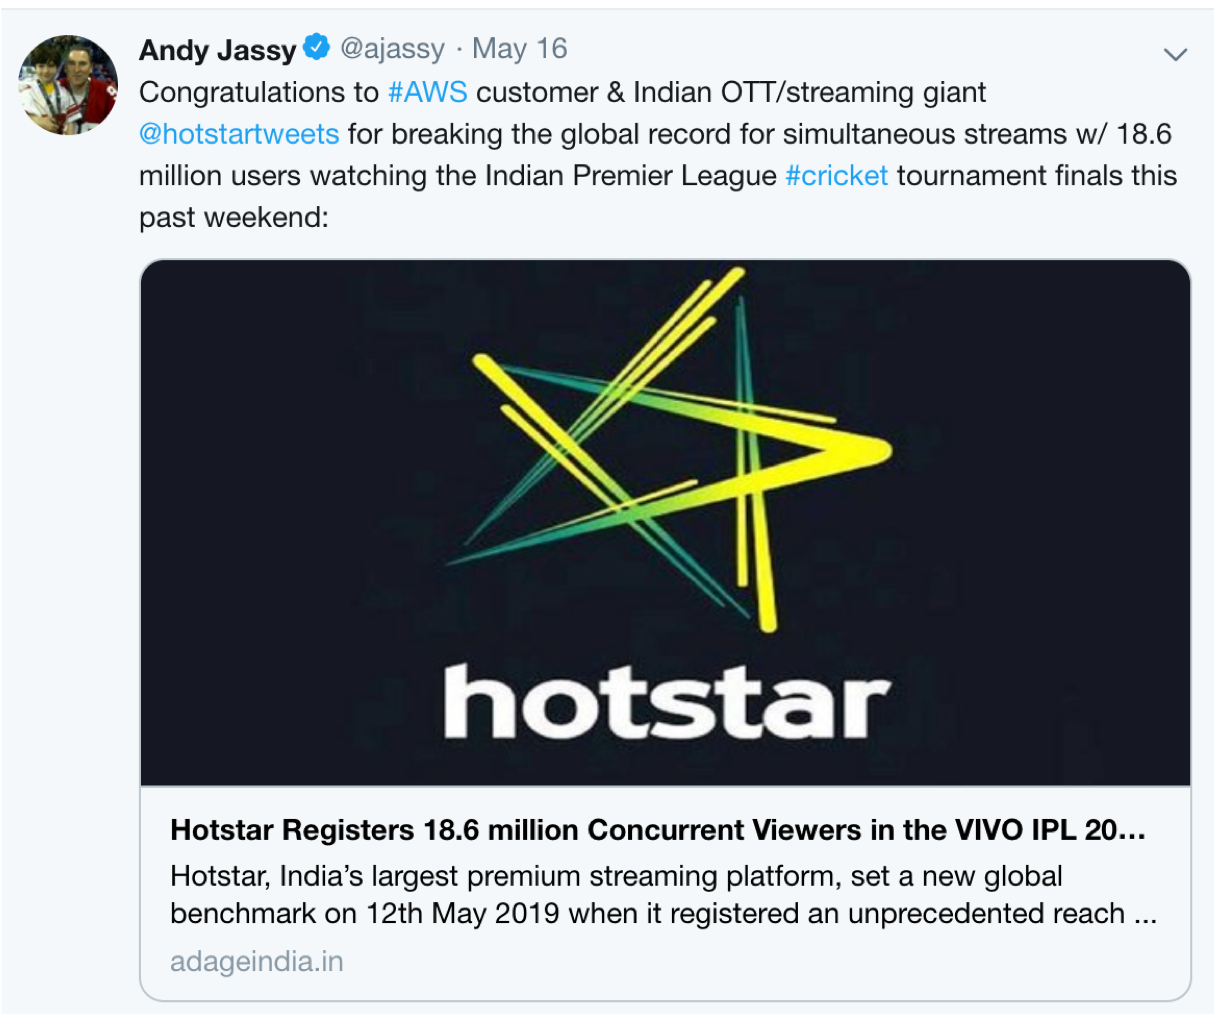 Andy Jassy @ajassy · May 16
Congratulations to #AWS customer & Indian OTT/streaming giant
@hotstartweets for breaking the global record for simultaneous streams w/ 18.6
million users watching the Indian Premier League #cricket tournament finals this
past weekend:
hotstar
Hotstar Registers 18.6 million Concurrent Viewers in the VIVO IPL 20...
Hotstar, India’s largest premium streaming platform, set a new global
benchmark on 12th May 2019 when it registered an unprecedented reach ...
adageindia.in